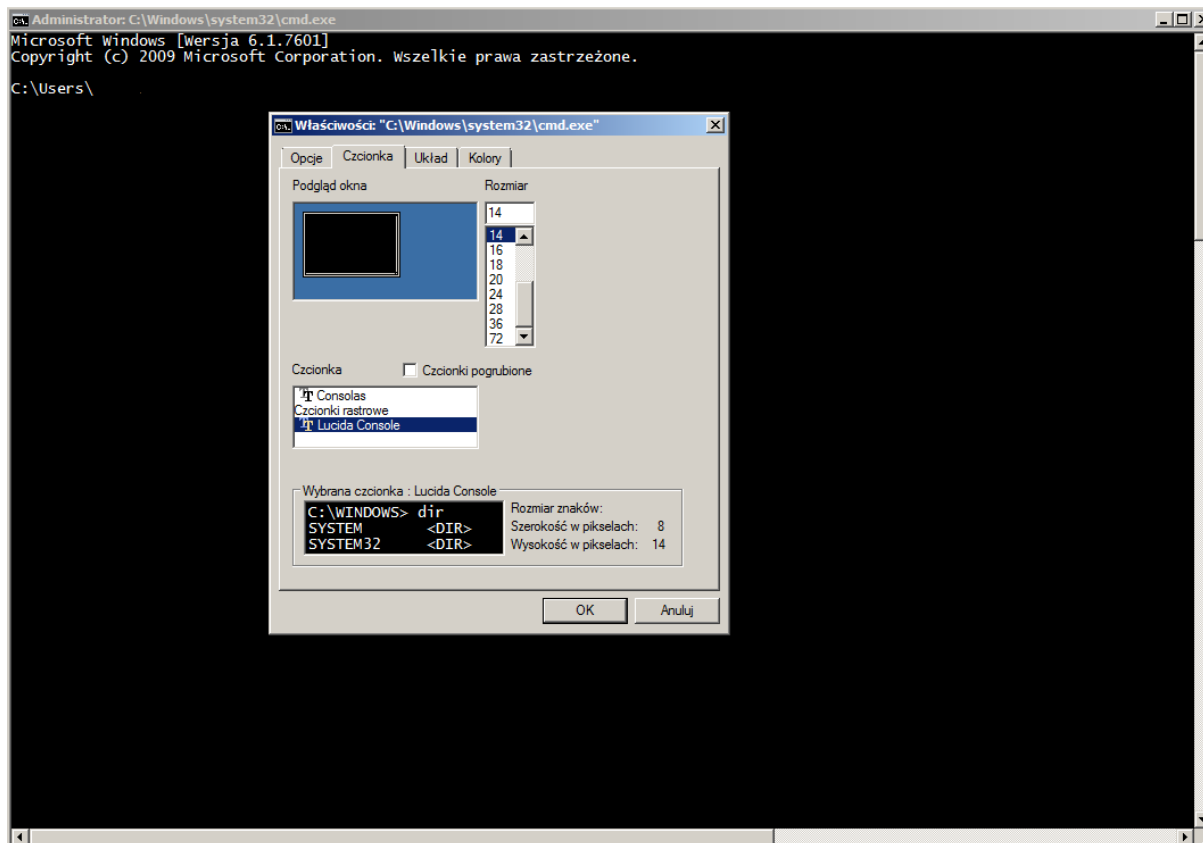 Administrator: C:\Windows\system32\cmd.exe
Microsoft Windows [Wersja 6.1.7601]
Copyright (c) 2009 Microsoft Corporation. Wszelkie prawa zastrzeżone.
C:\Users\
Właściwości: "C:\Windows\system32\cmd.exe"
Opcje Czcionka Układ Kolory
Podgląd okna Rozmiar
14
14
16
18
20
24
28
36
72
Czcionka Czcionki pogrubione
Consolas
Czcionki rastrowe
Lucida Console
Wybrana czcionka : Lucida Console
C:\WINDOWS> dir
SYSTEM <DIR>
SYSTEM32 <DIR>
Rozmiar znaków:
Szerokość w pikselach: 8
Wysokość w pikselach: 14
OK Anuluj